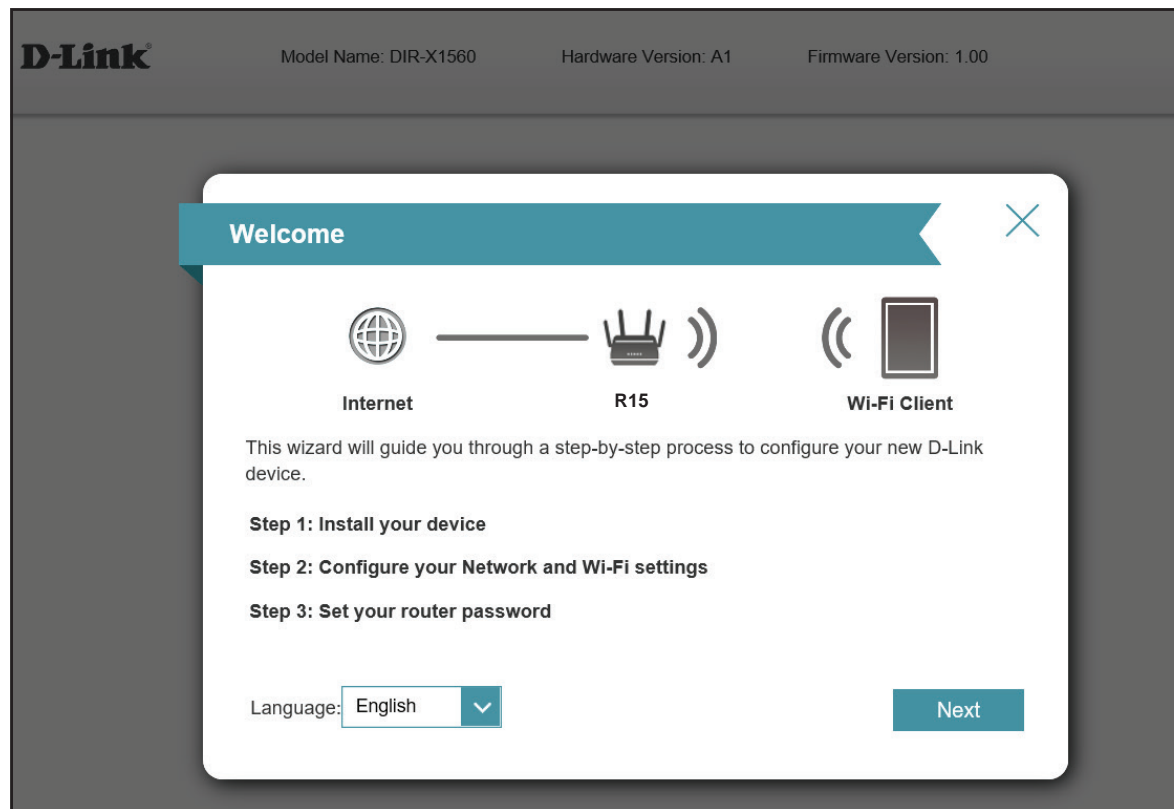 D-Link
Model Name: DIR-X1560 Hardware Version: A1 Firmware Version: 1.00
Welcome
Internet R15 Wi-Fi Client
This wizard will guide you through a step-by-step process to configure your new D-Link
device.
Step 1: Install your device
Step 2: Configure your Network and Wi-Fi settings
Step 3: Set your router password
Language: English
Next